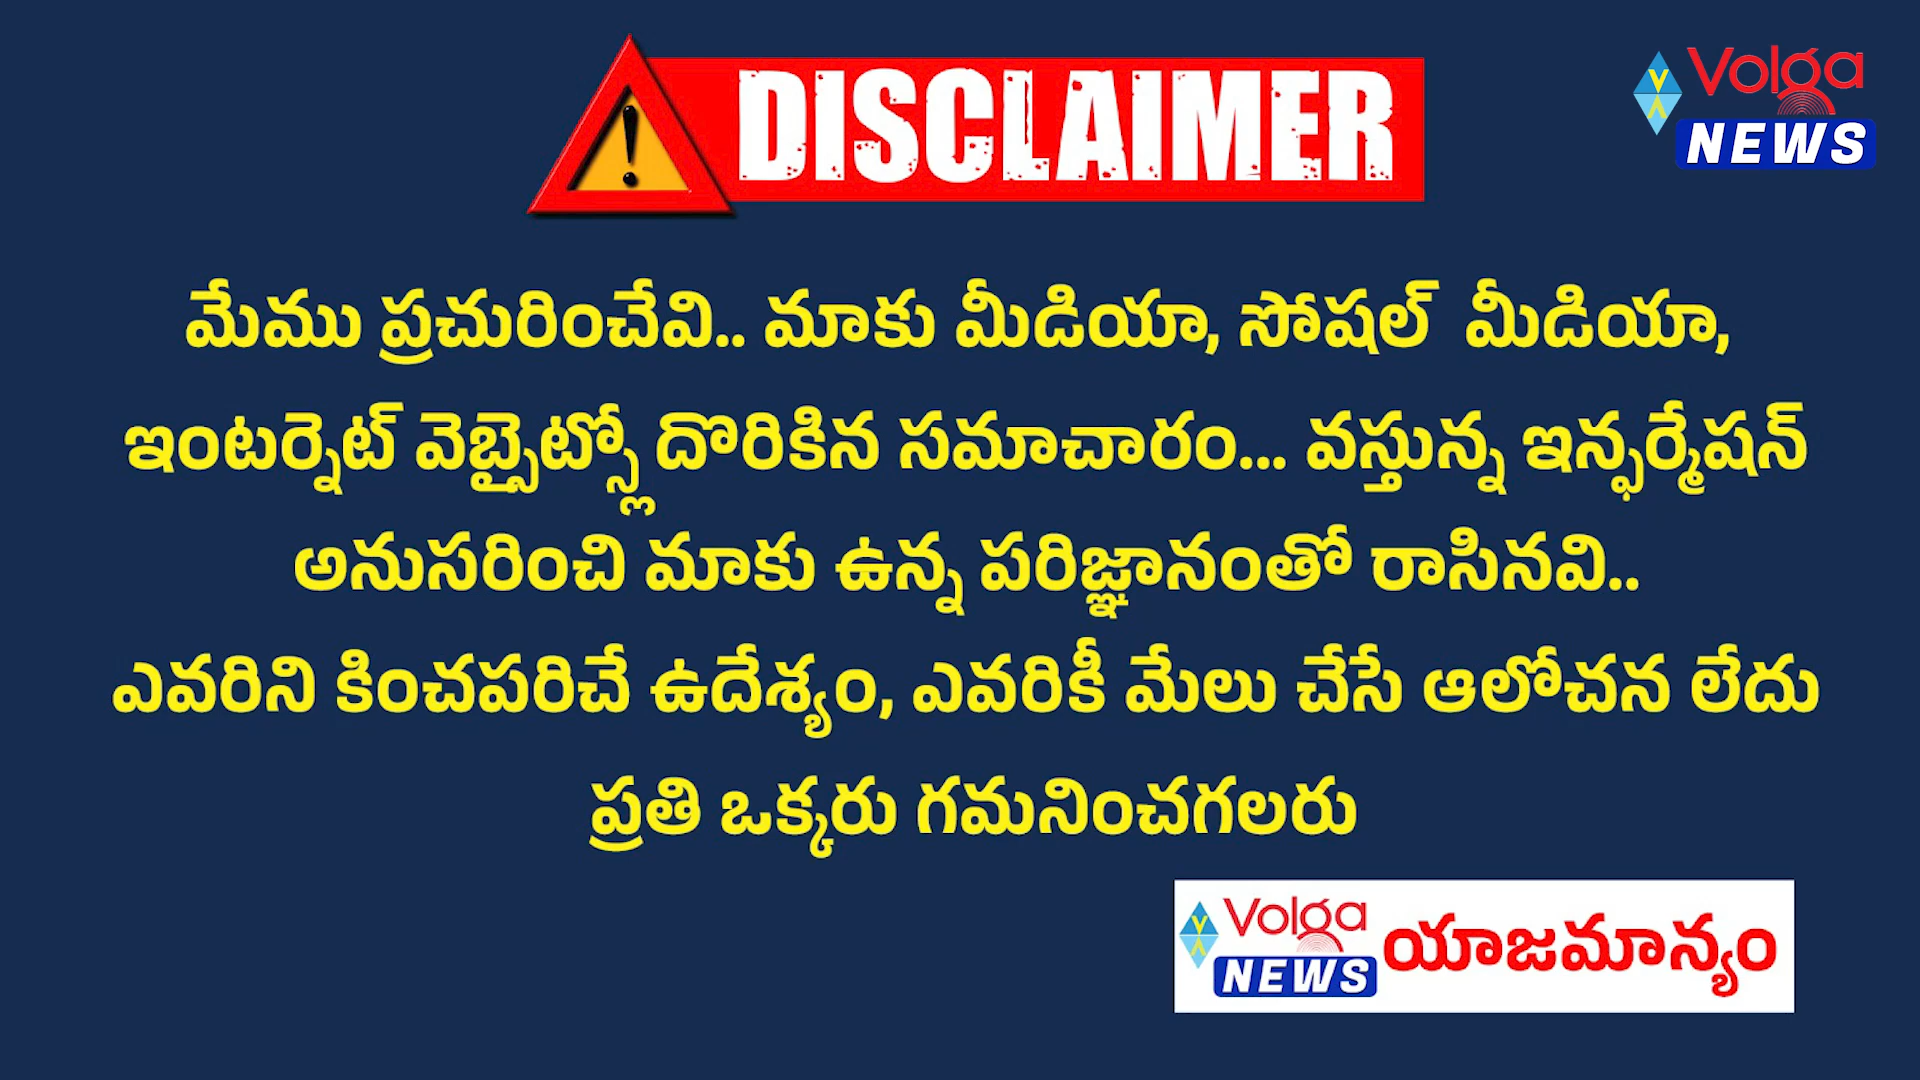 DISCLAIMER
Volga
NEWS
మేము ప్రచురించేవి.. మాకు మీడియా, సోషల్ మీడియా,
ఇంటర్నెట్ వెబ్సైట్స్లో దొరికిన సమాచారం... వస్తున్న ఇన్ఫర్మేషన్
అనుసరించి మాకు ఉన్న పరిజ్ఞానంతో రాసినవి..
ఎవరిని కించపరిచే ఉదేశ్యం, ఎవరికీ మేలు చేసే ఆలోచన లేదు
ప్రతి ఒక్కరు గమనించగలరు
Volga
NEWS యాజమాన్యం